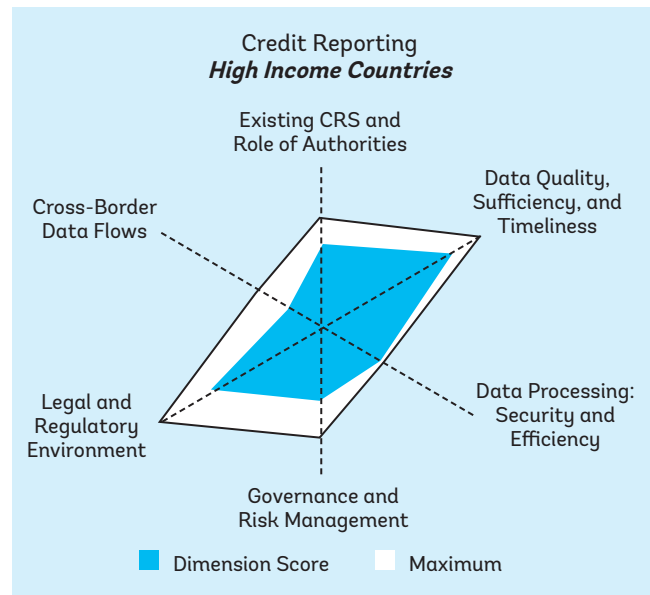 Credit Reporting
High Income Countries
Existing CRS and
Role of Authorities
Data Quality,
Sufficiency, and
Timeliness
Cross-Border
Data Flows
Legal and
Regulatory
Environment
Data Processing:
Security and
Efficiency
Governance and
Risk Management
Dimension Score
Maximum